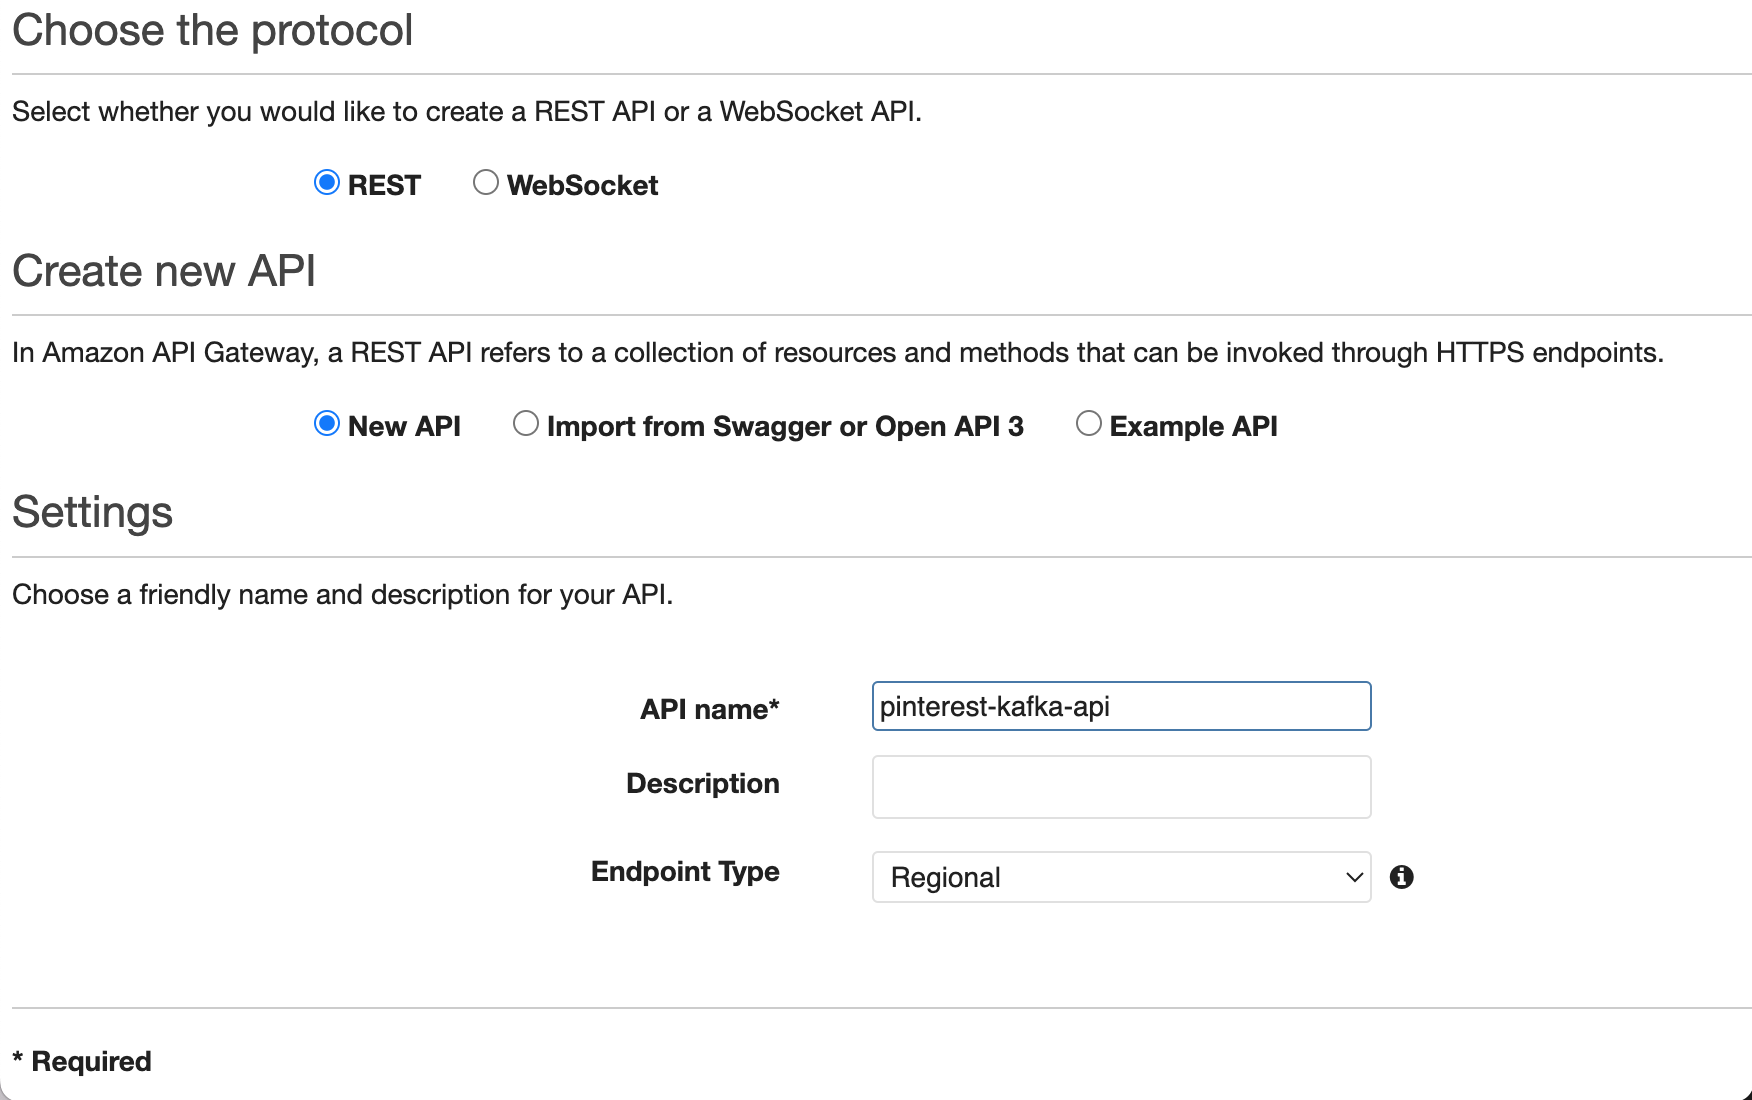 Choose the protocol
Select whether you would like to create a REST API or a WebSocket API.
REST WebSocket
Create new API
In Amazon API Gateway, a REST API refers to a collection of resources and methods that can be invoked through HTTPS endpoints.
New API Import from Swagger or Open API 3 Example API
Settings
Choose a friendly name and description for your API.
API name* pinterest-kafka-api
Description
Endpoint Type Regional
* Required